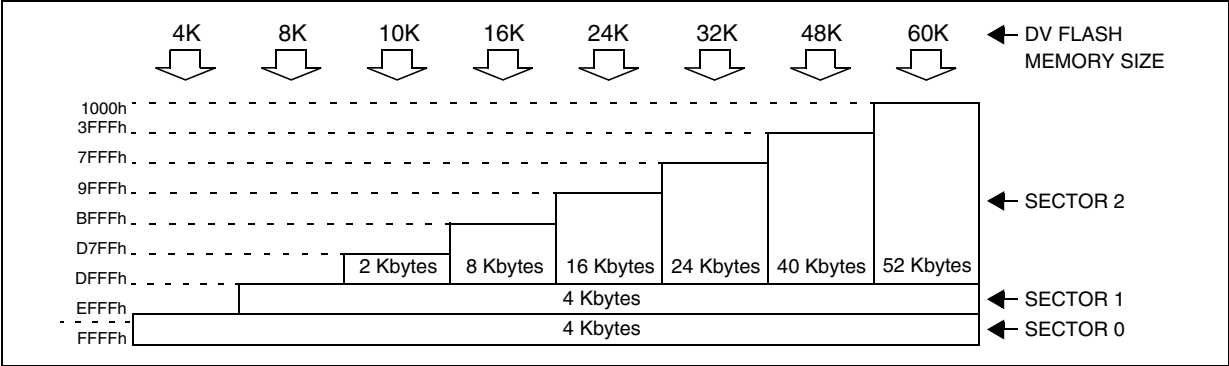 4K 8K 10K 16K 24K 32K 48K 60K DV FLASH
MEMORY SIZE
1000h
3FFFh
7FFFh
9FFFh
SECTOR 2
BFFFh
D7FFh
2 Kbytes 8 Kbytes 16 Kbytes 24 Kbytes 40 Kbytes 52 Kbytes
DFFFh
4 Kbytes SECTOR 1
EFFFh
4 Kbytes SECTOR 0
FFFFh